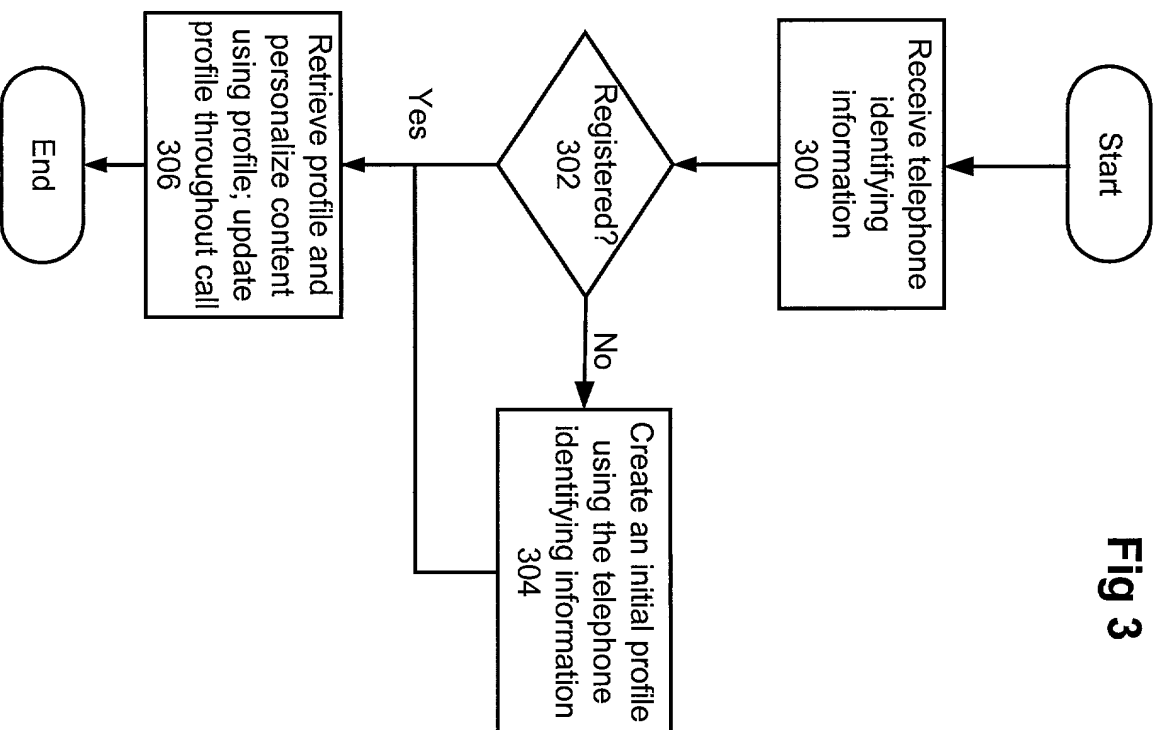 Fig 3
Start
Receive telephone
identifying
information
300
Registered?
302
No
Create an initial profile
using the telephone
identifying information
304
Yes
Retrieve profile and
personalize content
using profile; update
profile throughout call
306
End